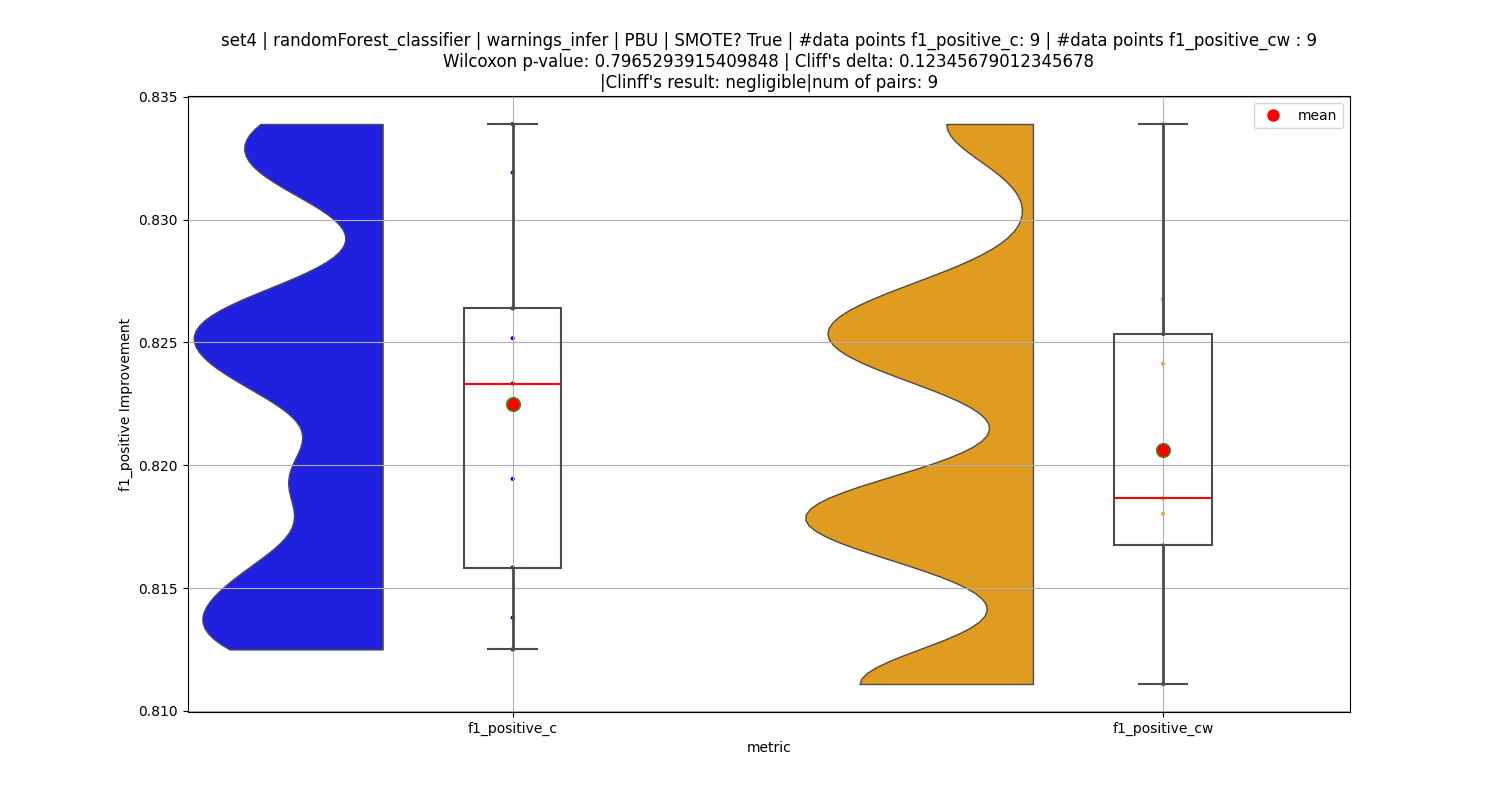 set4 | randomForest_classifier | warnings_infer | PBU | SMOTE? True | #data points f1_positive_c: 9 | #data points f1_positive_cw : 9
Wilcoxon p-value: 0.7965293915409848 | Cliff's delta: 0.12345679012345678
|Clinff's result: negligible|num of pairs: 9
mean
0.835
0.830
0.825
0.820
0.815
0.810
f1_positive Improvement
f1_positive_c
f1_positive_cw
metric